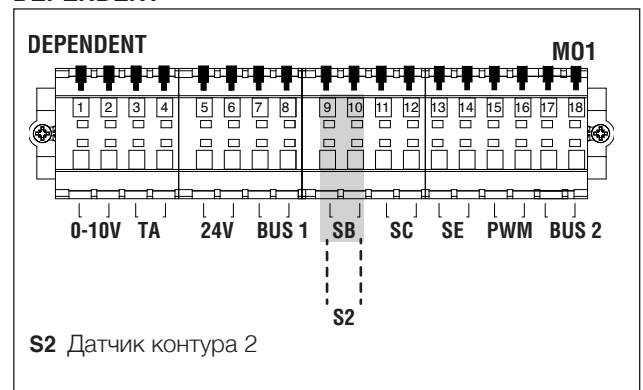 DEPENDENT
M01
1 2 3 4 5 6 7 8 9 10 11 12 13 14 15 16 17 18
0-10V TA 24V BUS 1 SB SC SE PWM BUS 2
S2
S2 Датчик контура 2